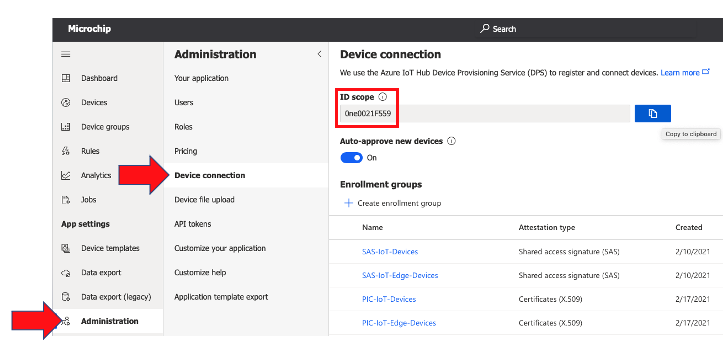 Microchip
Search
Dashboard
Devices
Device groups
Rules
Analytics
Jobs
App settings
Device templates
Data export
Data export (legacy)
Administration
Administration
Your application
Users
Roles
Pricing
Device connection
Device file upload
API tokens
Customize your application
Customize help
Application template export
Device connection
We use the Azure IoT Hub Device Provisioning Service (DPS) to register and connect devices. Learn more
ID scope
0ne0021F559
Copy to clipboard
Auto-approve new devices
On
Enrollment groups
Create enrollment group
Name Attestation type Created
SAS-IoT-Devices Shared access signature (SAS) 2/10/2021
SAS-IoT-Edge-Devices Shared access signature (SAS) 2/10/2021
PIC-IoT-Devices Certificates (X.509) 2/17/2021
PIC-IoT-Edge-Devices Certificates (X.509) 2/17/2021